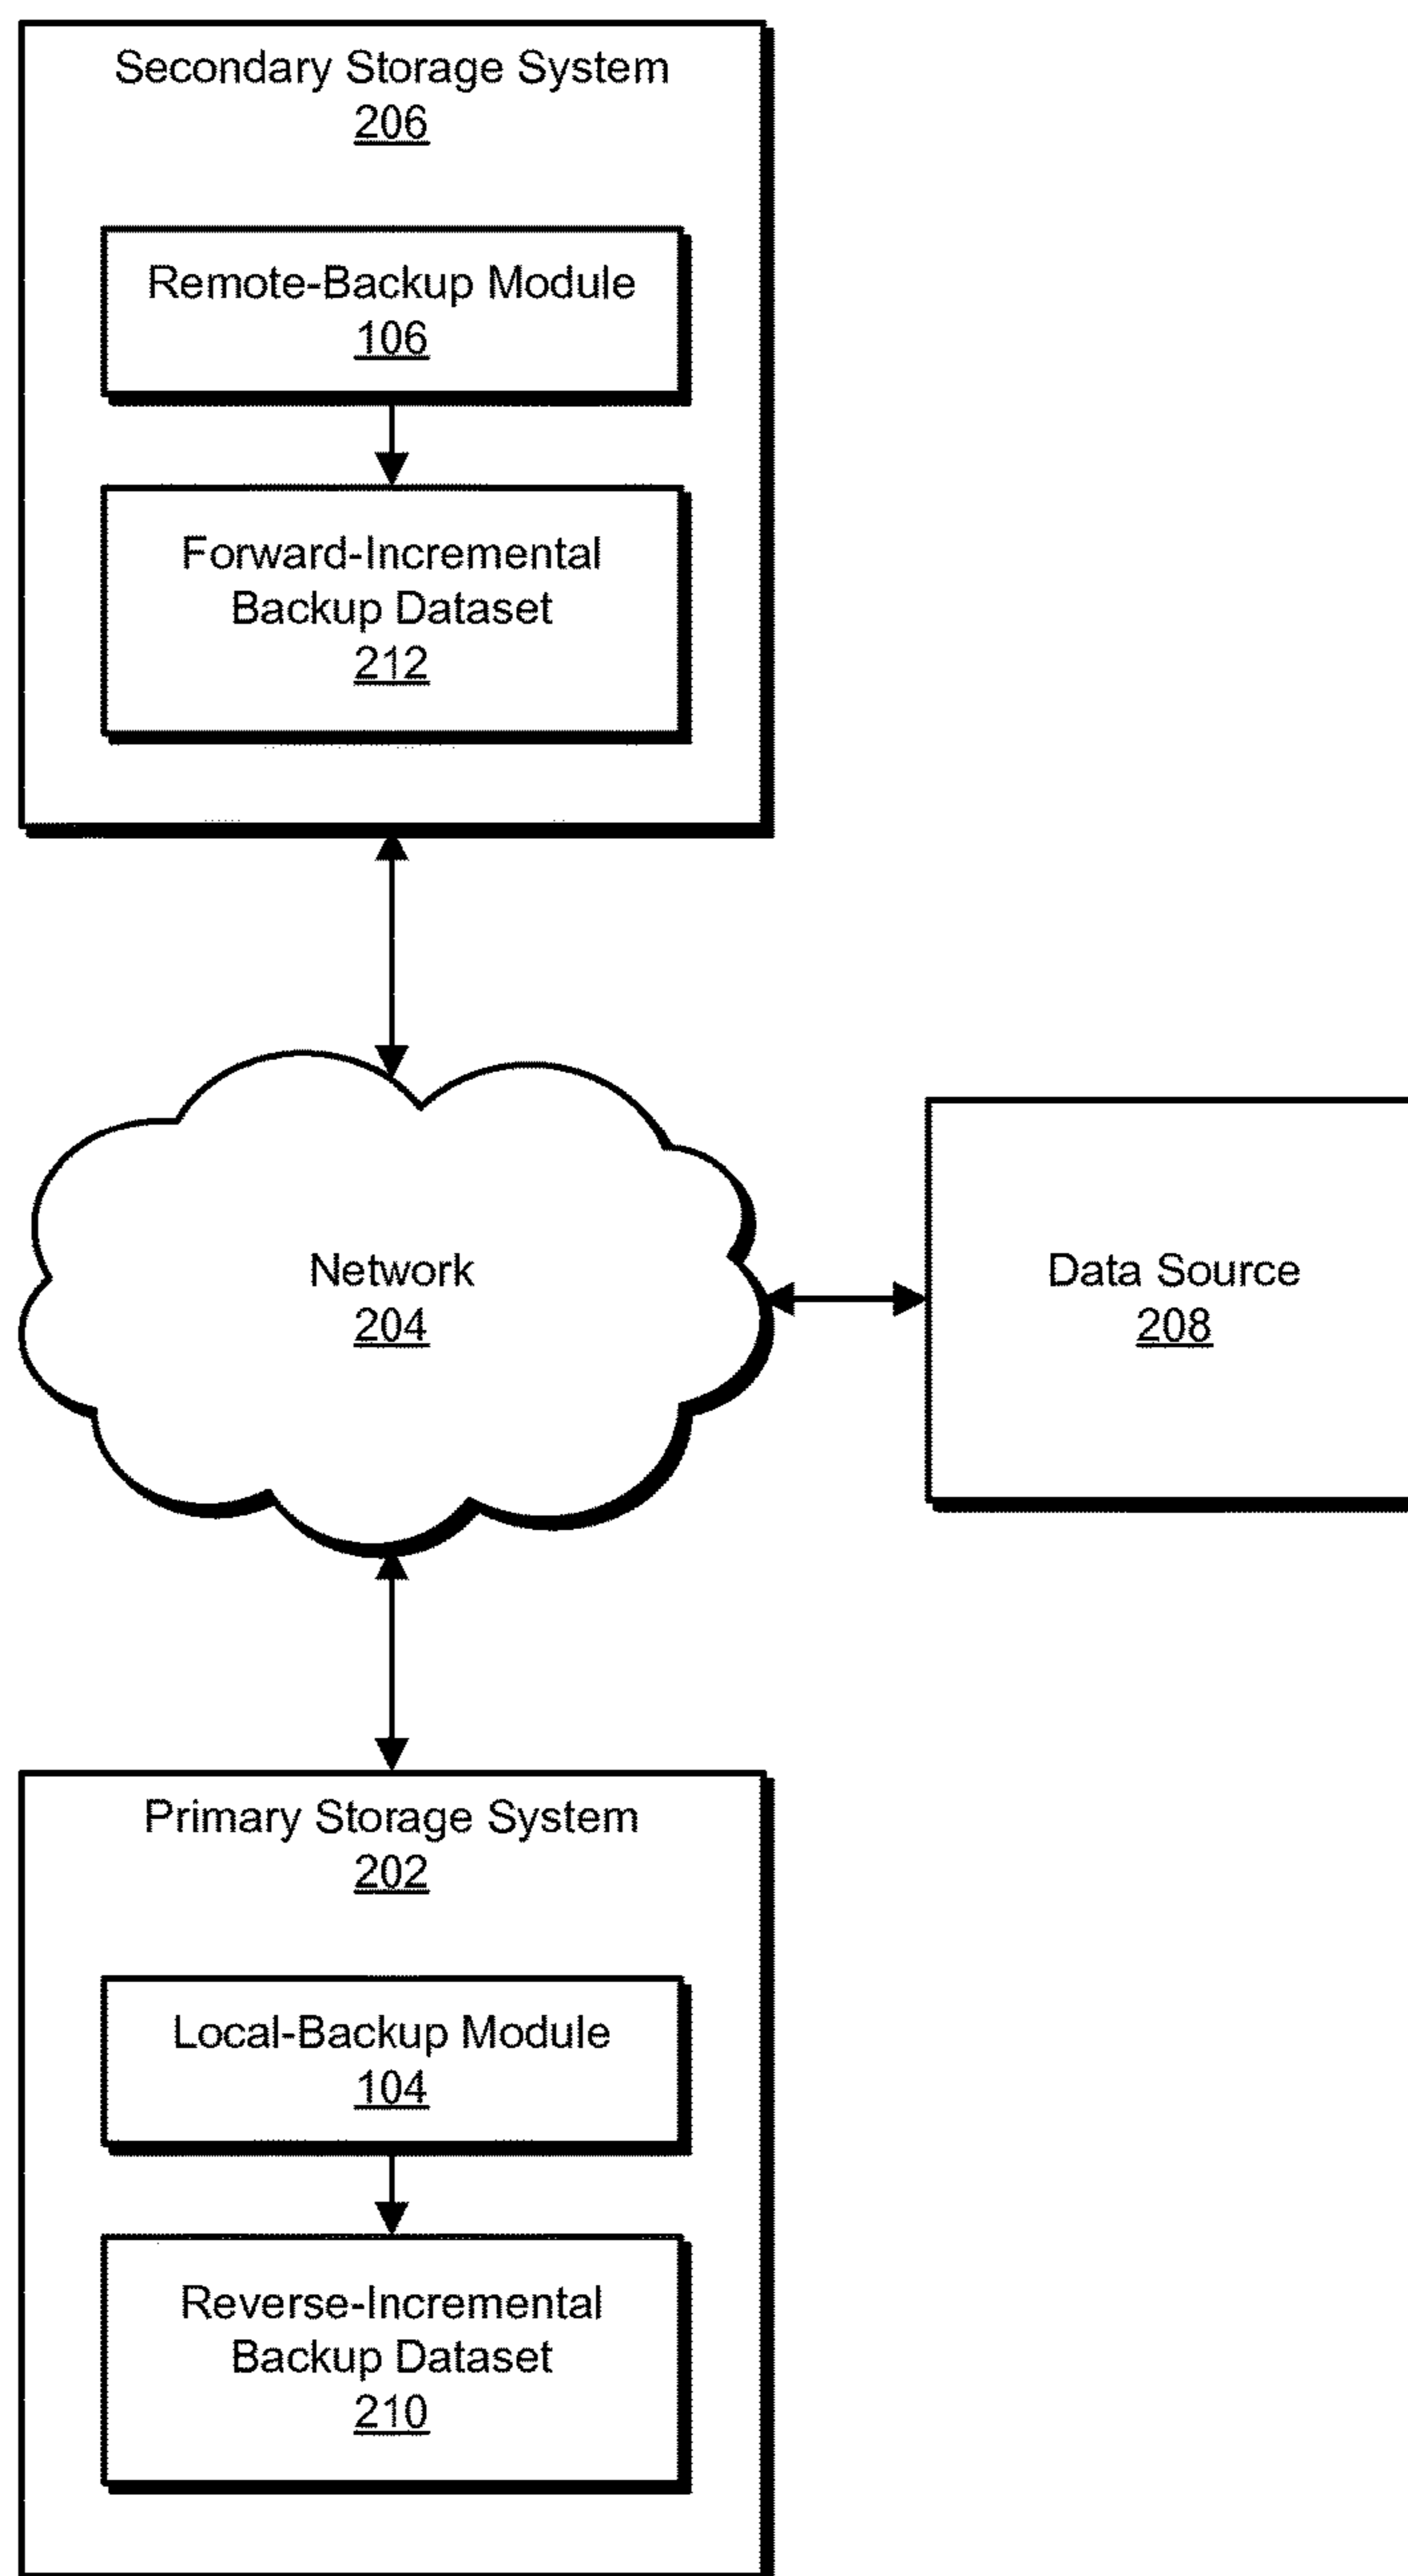 Secondary Storage System
206
Remote-Backup Module
106
Forward-Incremental
Backup Dataset
212
Network
204
Data Source
208
Primary Storage System
202
Local-Backup Module
104
Reverse-Incremental
Backup Dataset
210